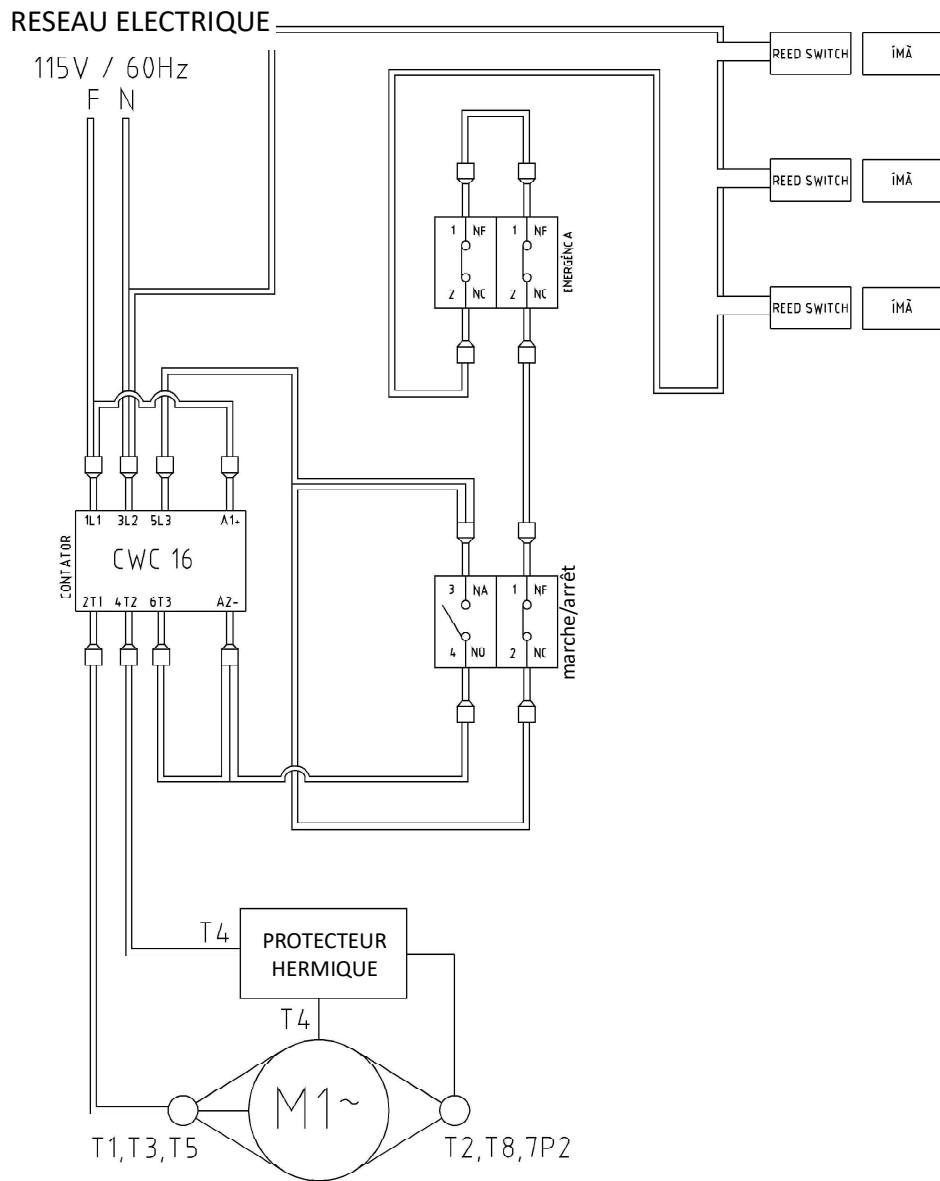 RESEAU ELECTRIQUE
115V / 60Hz
F N
REED SWITCH ÍMÃ
REED SWITCH ÍMÃ
REED SWITCH ÍMÃ
1 NF 1 NF
2 NC 2 NC
EMERGÊNCIA
1L1 3L2 5L3 A1+
CONTATOR
CWC 16
2T1 4T2 6T3 A2-
3 NA 1 NF
4 NO 2 NC
marche/arrêt
T4
PROTECTEUR
HERMIQUE
T4
M1~
T1,T3,T5
T2,T8,7P2